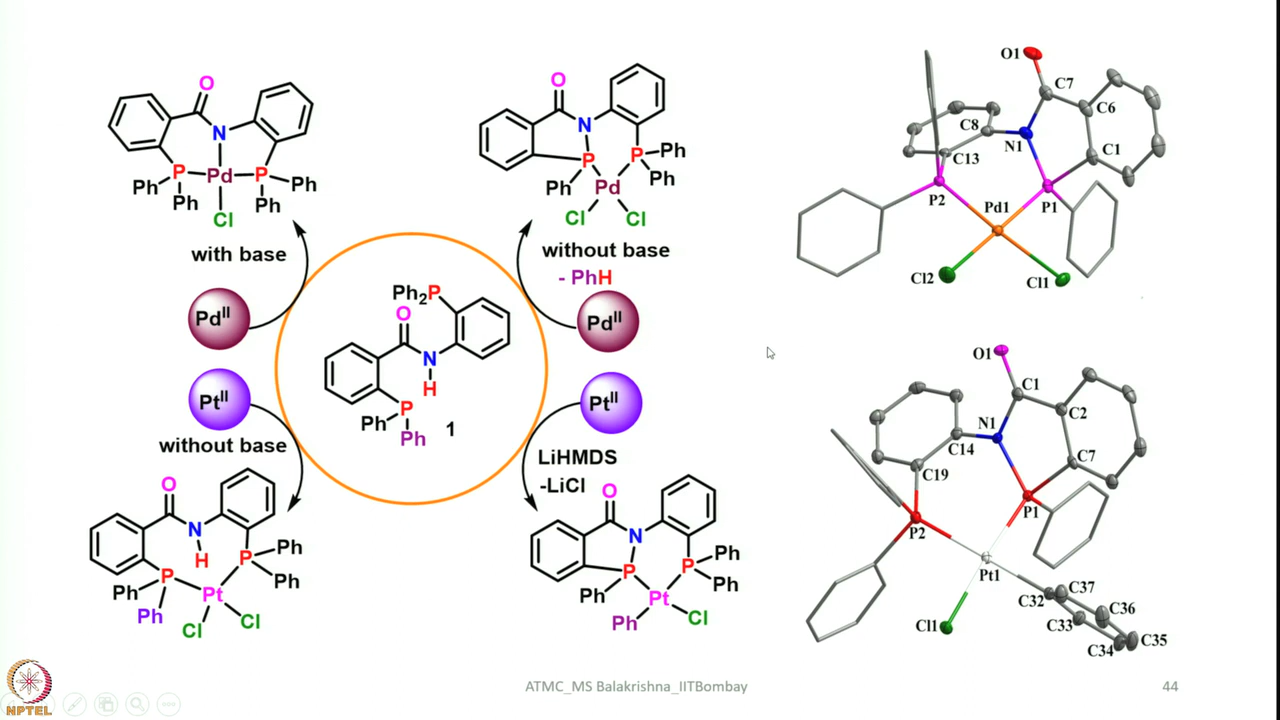 O
N
P
Pd
P
Ph
Ph
Ph
Ph
Cl
with base
Pd^II
Pt^II
without base
O
N
H
P
P
Ph
Ph
Ph
Ph
Pt
Cl
Cl
Ph2P
O
N
H
P
Ph
Ph
1
O
N
P
P
Ph
Ph
Ph
Pd
Cl
Cl
without base
- PhH
Pd^II
Pt^II
LiHMDS
-LiCl
O
N
P
P
Ph
Ph
Ph
Pt
Ph
Cl
O1
C7
C6
C8
N1
C1
C13
P2
Pd1
P1
Cl2
Cl1
O1
C1
C2
N1
C14
C7
C19
P1
P2
Pt1
C37
C32
C36
C33
Cl1
C34
C35
NPTEL
ATMC_MS Balakrishna_IITBombay
44